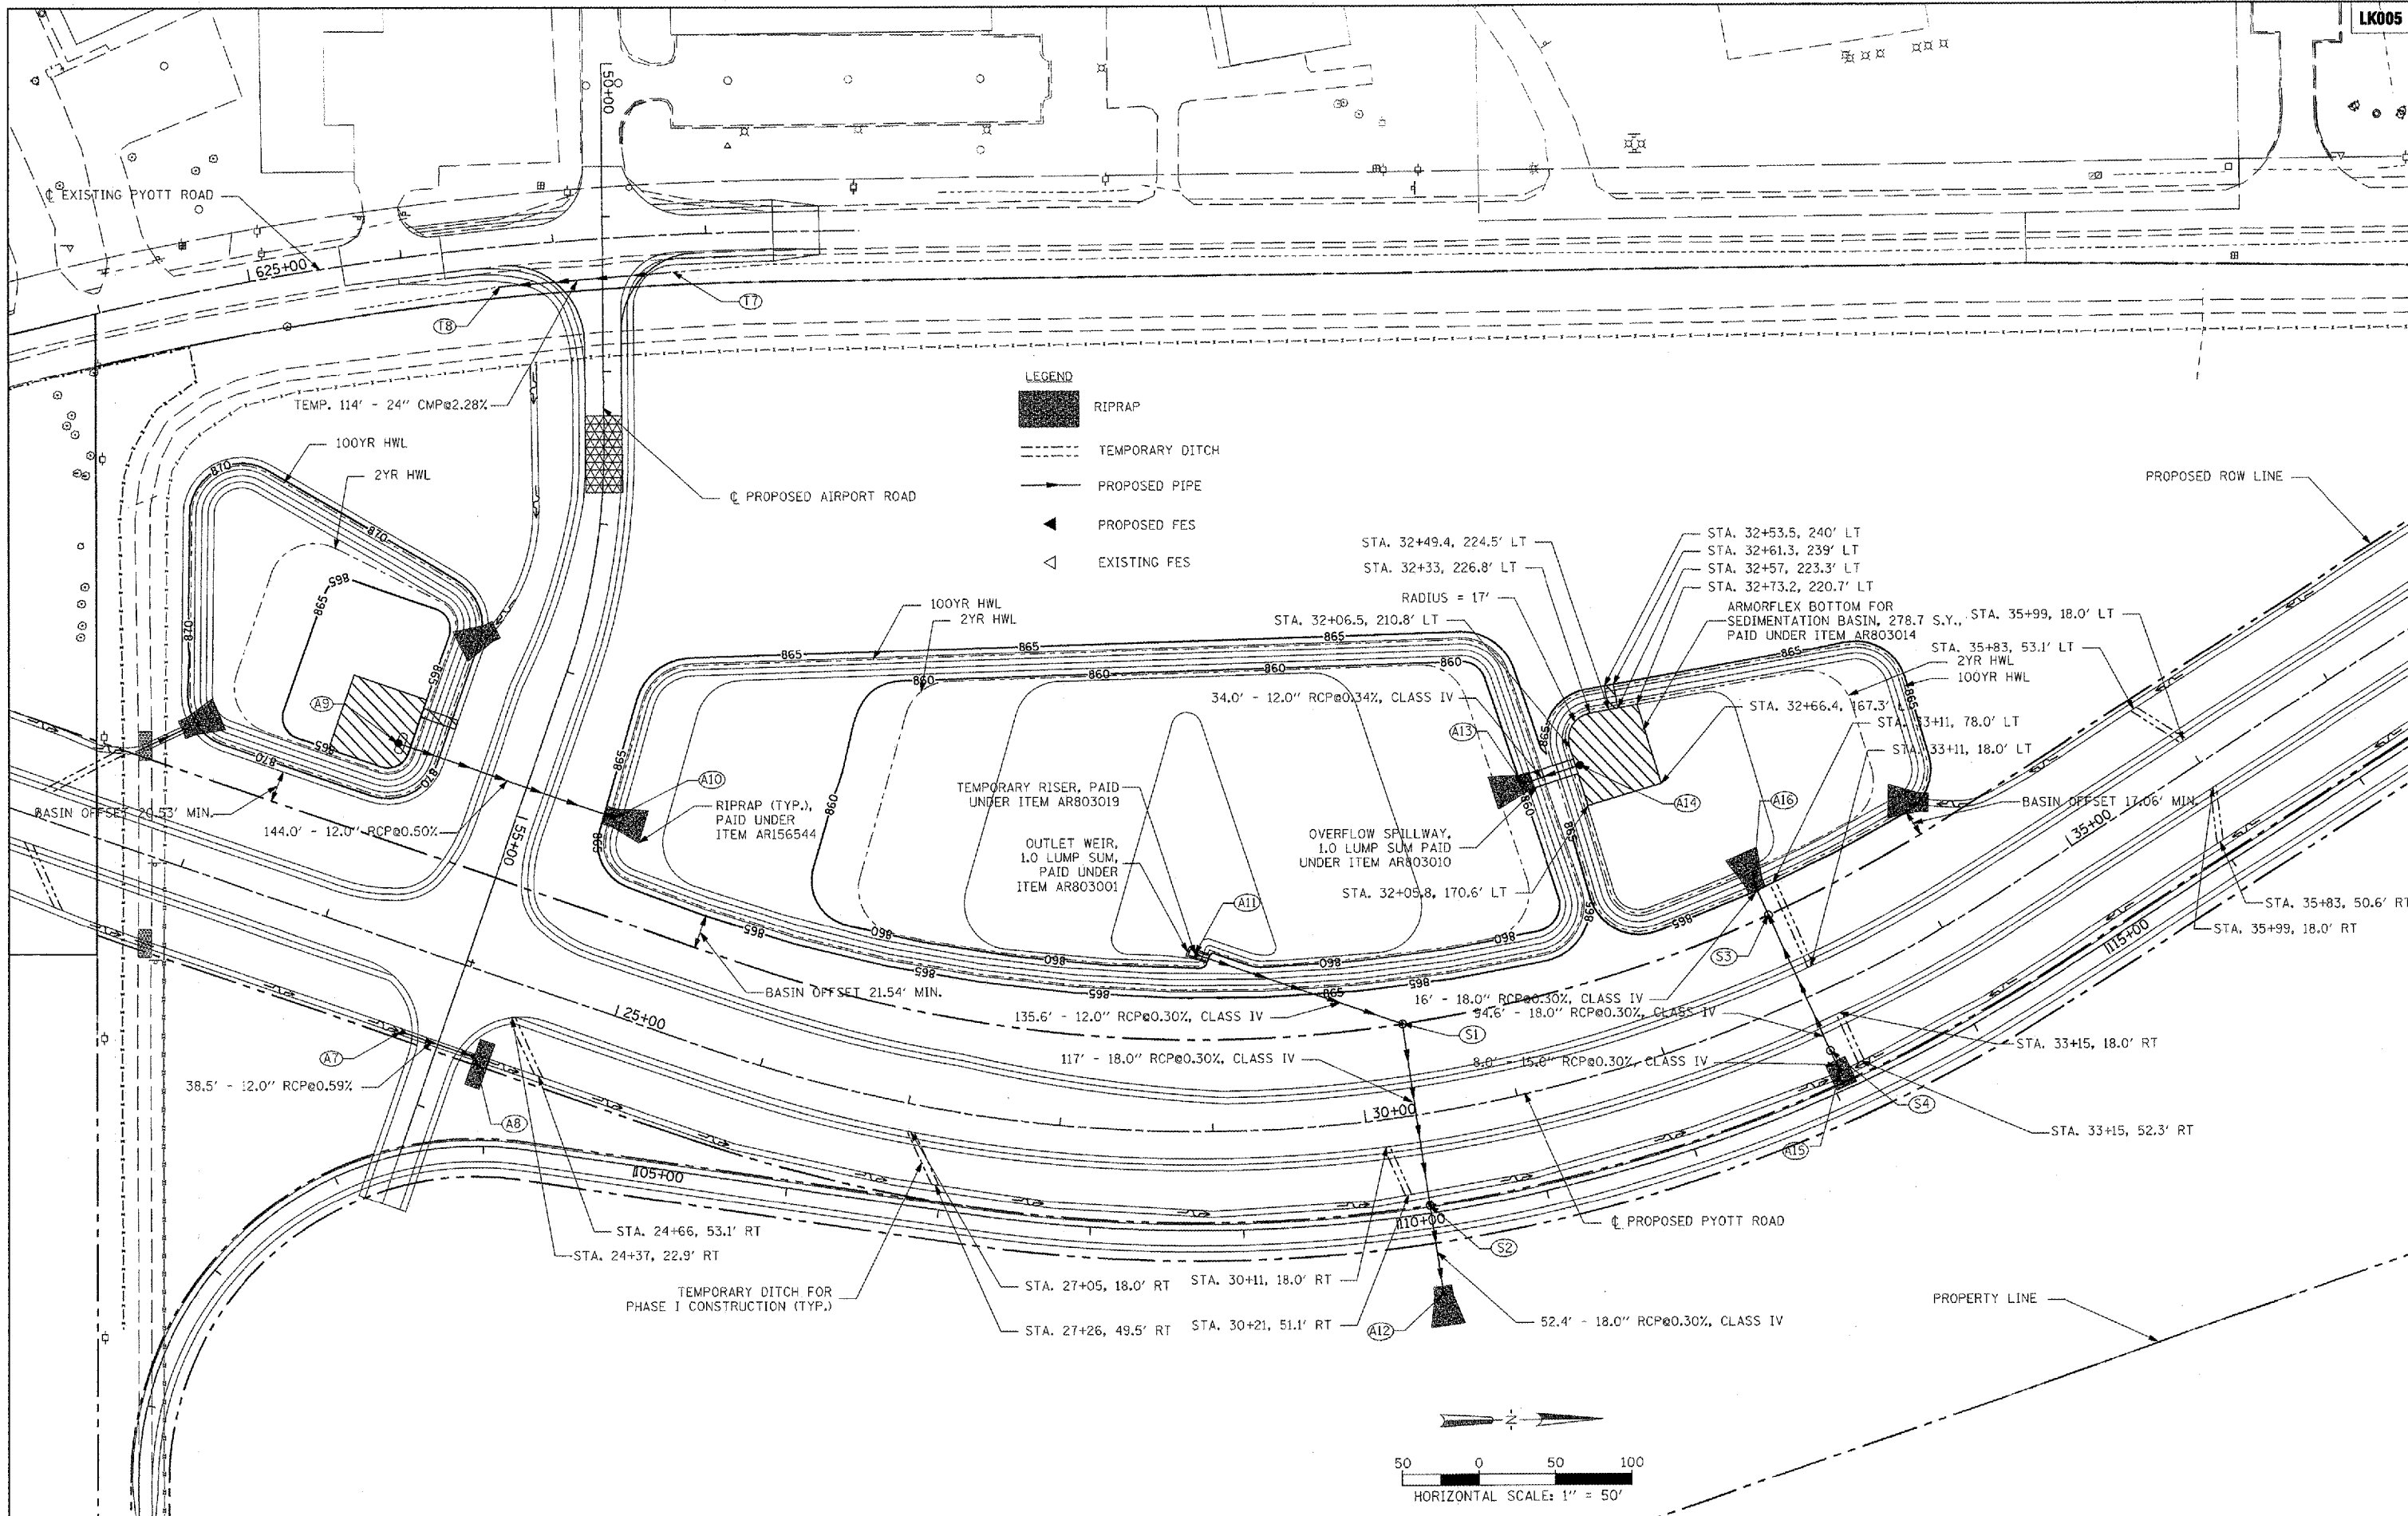 LK005
50+00
℄ EXISTING PYOTT ROAD
625+00
T7
T8
TEMP. 114' - 24" CMP@2.28%
100YR HWL
2YR HWL
870
870
870
870
870
865
865
865
865
℄ PROPOSED AIRPORT ROAD
LEGEND
RIPRAP
TEMPORARY DITCH
PROPOSED PIPE
PROPOSED FES
EXISTING FES
PROPOSED ROW LINE
STA. 32+49.4, 224.5' LT
STA. 32+33, 226.8' LT
RADIUS = 17'
STA. 32+06.5, 210.8' LT
STA. 32+53.5, 240' LT
STA. 32+61.3, 239' LT
STA. 32+57, 223.3' LT
STA. 32+73.2, 220.7' LT
ARMORFLEX BOTTOM FOR
SEDIMENTATION BASIN, 278.7 S.Y.,
PAID UNDER ITEM AR803014
STA. 35+99, 18.0' LT
STA. 35+83, 53.1' LT
2YR HWL
100YR HWL
100YR HWL
2YR HWL
865
865
865
860
860
860
860
34.0' - 12.0" RCP@0.34%, CLASS IV
STA. 32+66.4, 167.3' L
STA. 33+11, 78.0' LT
STA. 33+11, 18.0' LT
A9
A13
A10
A14
A16
TEMPORARY RISER, PAID
UNDER ITEM AR803019
RIPRAP (TYP.),
PAID UNDER
ITEM AR156544
BASIN OFFSET 20.53' MIN.
144.0' - 12.0" RCP@0.50%
BASIN OFFSET 17.06' MIN.
OUTLET WEIR,
1.0 LUMP SUM,
PAID UNDER
ITEM AR803001
OVERFLOW SPILLWAY,
1.0 LUMP SUM PAID
UNDER ITEM AR803010
STA. 32+05.8, 170.6' LT
55+00
35+00
A11
STA. 35+83, 50.6' RT
STA. 35+99, 18.0' RT
115+00
S3
BASIN OFFSET 21.54' MIN.
16' - 18.0" RCP@0.30%, CLASS IV
94.6' - 18.0" RCP@0.30%, CLASS IV
135.6' - 12.0" RCP@0.30%, CLASS IV
25+00
S1
A7
117' - 18.0" RCP@0.30%, CLASS IV
8.0' - 15.0" RCP@0.30%, CLASS IV
STA. 33+15, 18.0' RT
38.5' - 12.0" RCP@0.59%
A8
S4
30+00
STA. 33+15, 52.3' RT
A15
105+00
110+00
℄ PROPOSED PYOTT ROAD
STA. 24+66, 53.1' RT
STA. 24+37, 22.9' RT
S2
TEMPORARY DITCH FOR
PHASE I CONSTRUCTION (TYP.)
STA. 27+05, 18.0' RT
STA. 30+11, 18.0' RT
STA. 27+26, 49.5' RT
STA. 30+21, 51.1' RT
A12
52.4' - 18.0" RCP@0.30%, CLASS IV
PROPERTY LINE
Z
50 0 50 100
HORIZONTAL SCALE: 1" = 50'